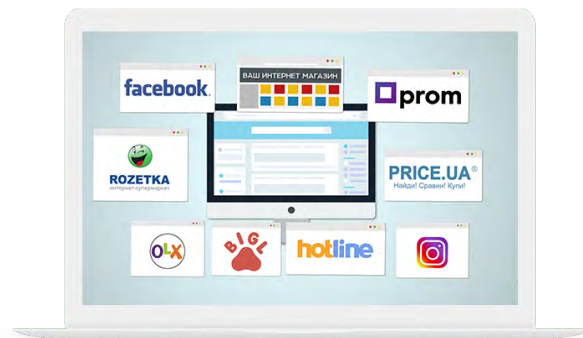 facebook.
ВАШ ИНТЕРНЕТ МАГАЗИН
prom
ROZETKA
интернет-супермаркет
PRICE.UA®
Найди! Сравни! Купи!
OLX
BIGL
hotline